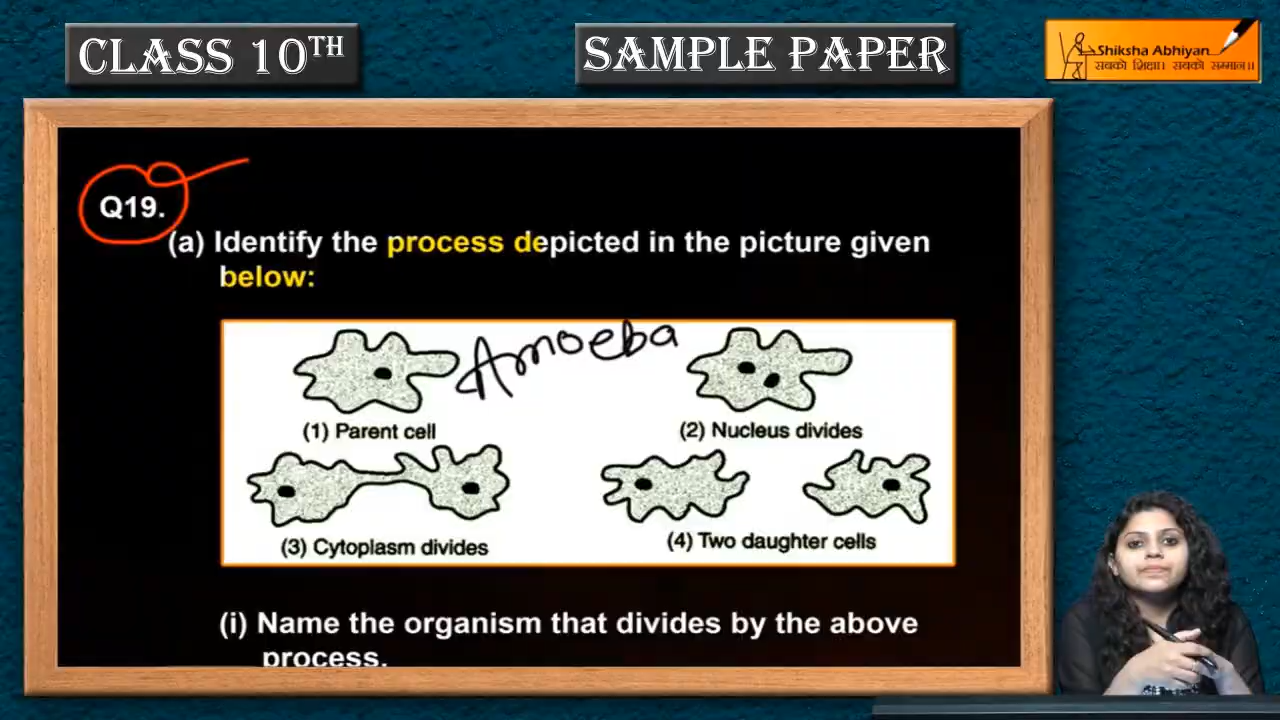 CLASS 10TH
SAMPLE PAPER
Shiksha Abhiyan
सबको शिक्षा। सबको सम्मान॥
Q19.
(a) Identify the process depicted in the picture given
below:
Amoeba
(1) Parent cell
(2) Nucleus divides
(3) Cytoplasm divides
(4) Two daughter cells
(i) Name the organism that divides by the above
process.